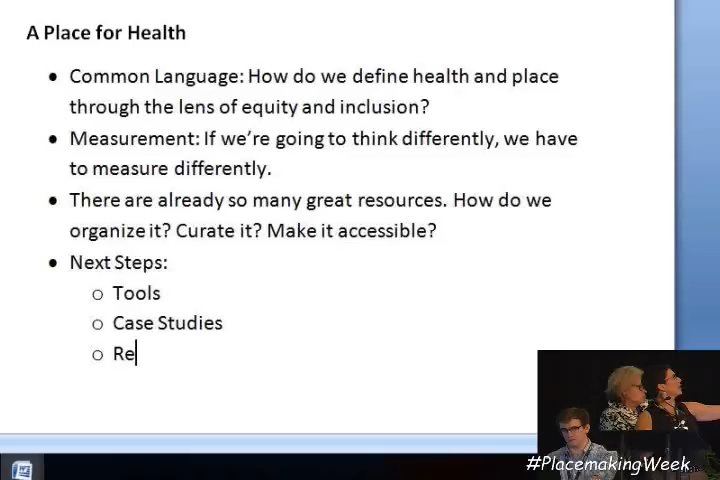 A Place for Health
• Common Language: How do we define health and place
through the lens of equity and inclusion?
• Measurement: If we're going to think differently, we have
to measure differently.
• There are already so many great resources. How do we
organize it? Curate it? Make it accessible?
• Next Steps:
o Tools
o Case Studies
o Re
#PlacemakingWeek